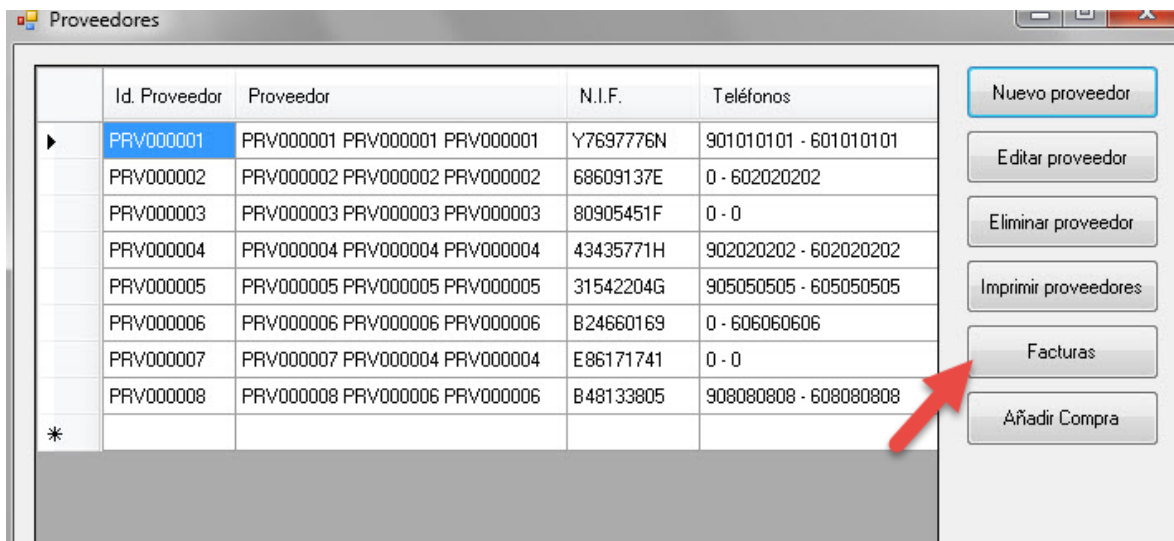 Proveedores
Id. Proveedor Proveedor N.I.F. Teléfonos
PRV000001 PRV000001 PRV000001 PRV000001 Y7697776N 901010101 - 601010101
PRV000002 PRV000002 PRV000002 PRV000002 68609137E 0 - 602020202
PRV000003 PRV000003 PRV000003 PRV000003 80905451F 0 - 0
PRV000004 PRV000004 PRV000004 PRV000004 43435771H 902020202 - 602020202
PRV000005 PRV000005 PRV000005 PRV000005 31542204G 905050505 - 605050505
PRV000006 PRV000006 PRV000006 PRV000006 B24660169 0 - 606060606
PRV000007 PRV000007 PRV000004 PRV000004 E86171741 0 - 0
PRV000008 PRV000008 PRV000006 PRV000006 B48133805 908080808 - 608080808
Nuevo proveedor
Editar proveedor
Eliminar proveedor
Imprimir proveedores
Facturas
Añadir Compra